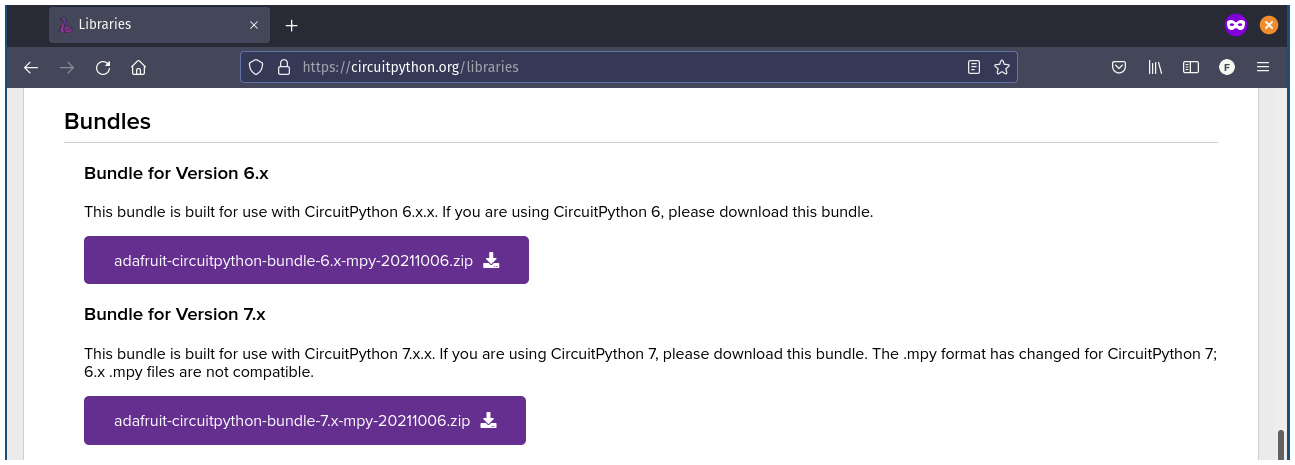 Libraries
https://circuitpython.org/libraries
F
Bundles
Bundle for Version 6.x
This bundle is built for use with CircuitPython 6.x.x. If you are using CircuitPython 6, please download this bundle.
adafruit-circuitpython-bundle-6.x-mpy-20211006.zip
Bundle for Version 7.x
This bundle is built for use with CircuitPython 7.x.x. If you are using CircuitPython 7, please download this bundle. The .mpy format has changed for CircuitPython 7;
6.x .mpy files are not compatible.
adafruit-circuitpython-bundle-7.x-mpy-20211006.zip